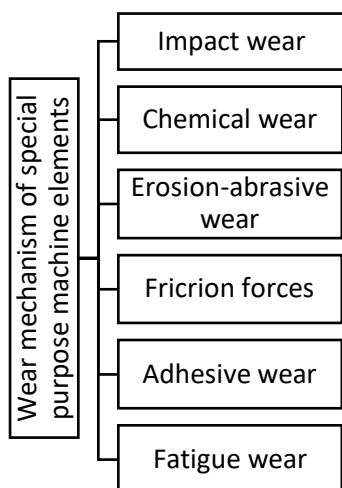 Wear mechanism of special
purpose machine elements
Impact wear
Chemical wear
Erosion-abrasive
wear
Fricrion forces
Adhesive wear
Fatigue wear